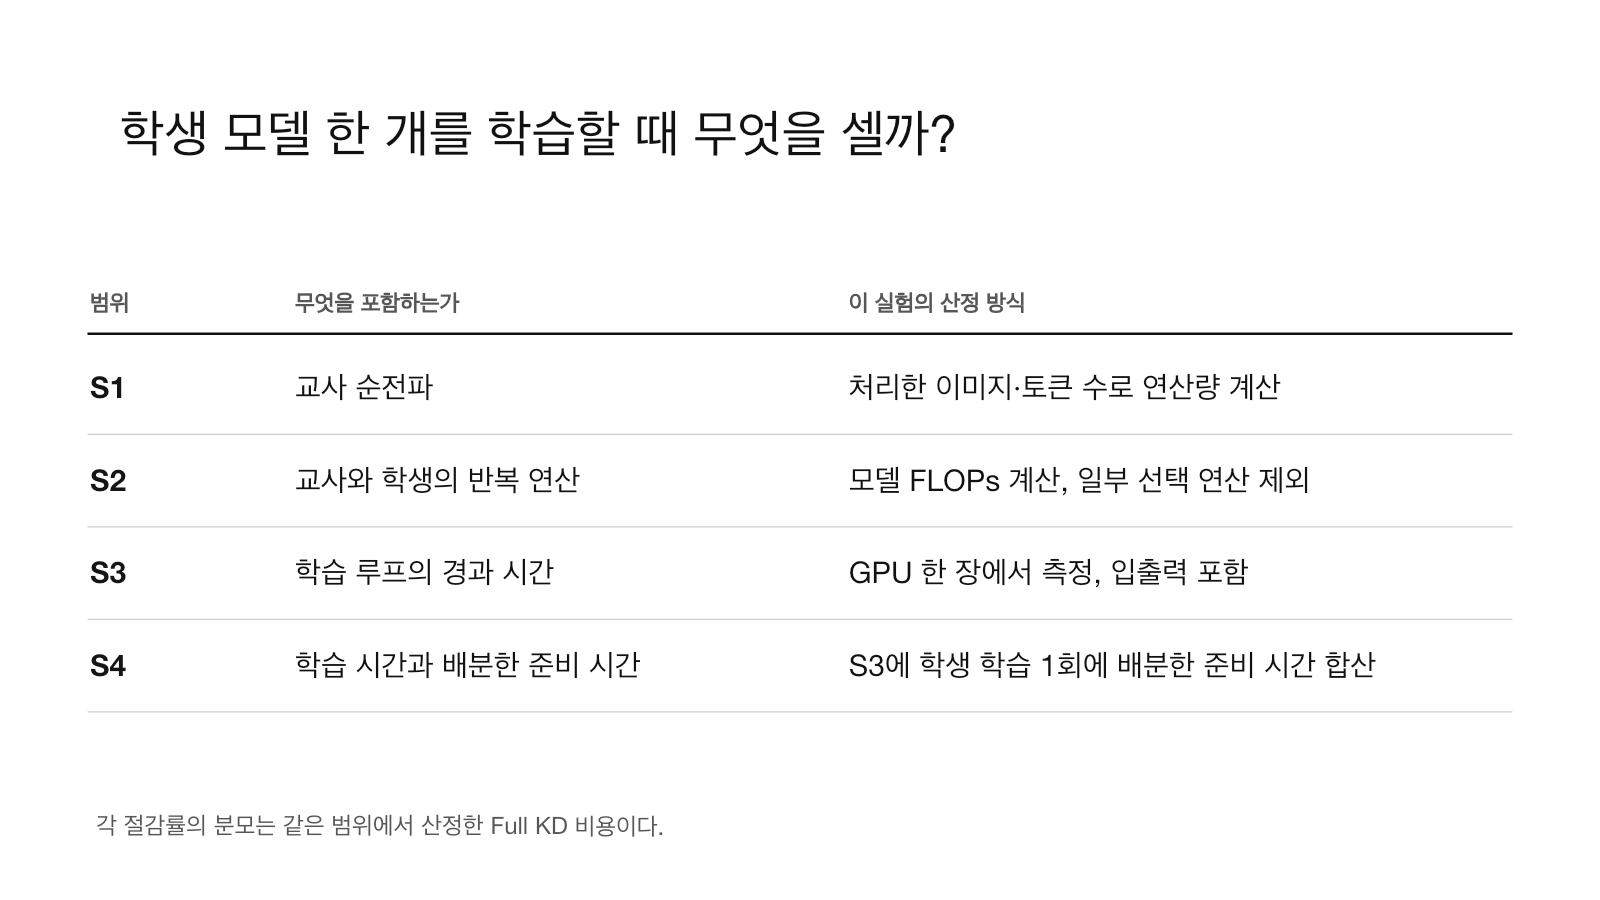 학생 모델 한 개를 학습할 때 무엇을 셀까?
범위 무엇을 포함하는가 이 실험의 산정 방식
S1 교사 순전파 처리한 이미지·토큰 수로 연산량 계산
S2 교사와 학생의 반복 연산 모델 FLOPs 계산, 일부 선택 연산 제외
S3 학습 루프의 경과 시간 GPU 한 장에서 측정, 입출력 포함
S4 학습 시간과 배분한 준비 시간 S3에 학생 학습 1회에 배분한 준비 시간 합산
각 절감률의 분모는 같은 범위에서 산정한 Full KD 비용이다.